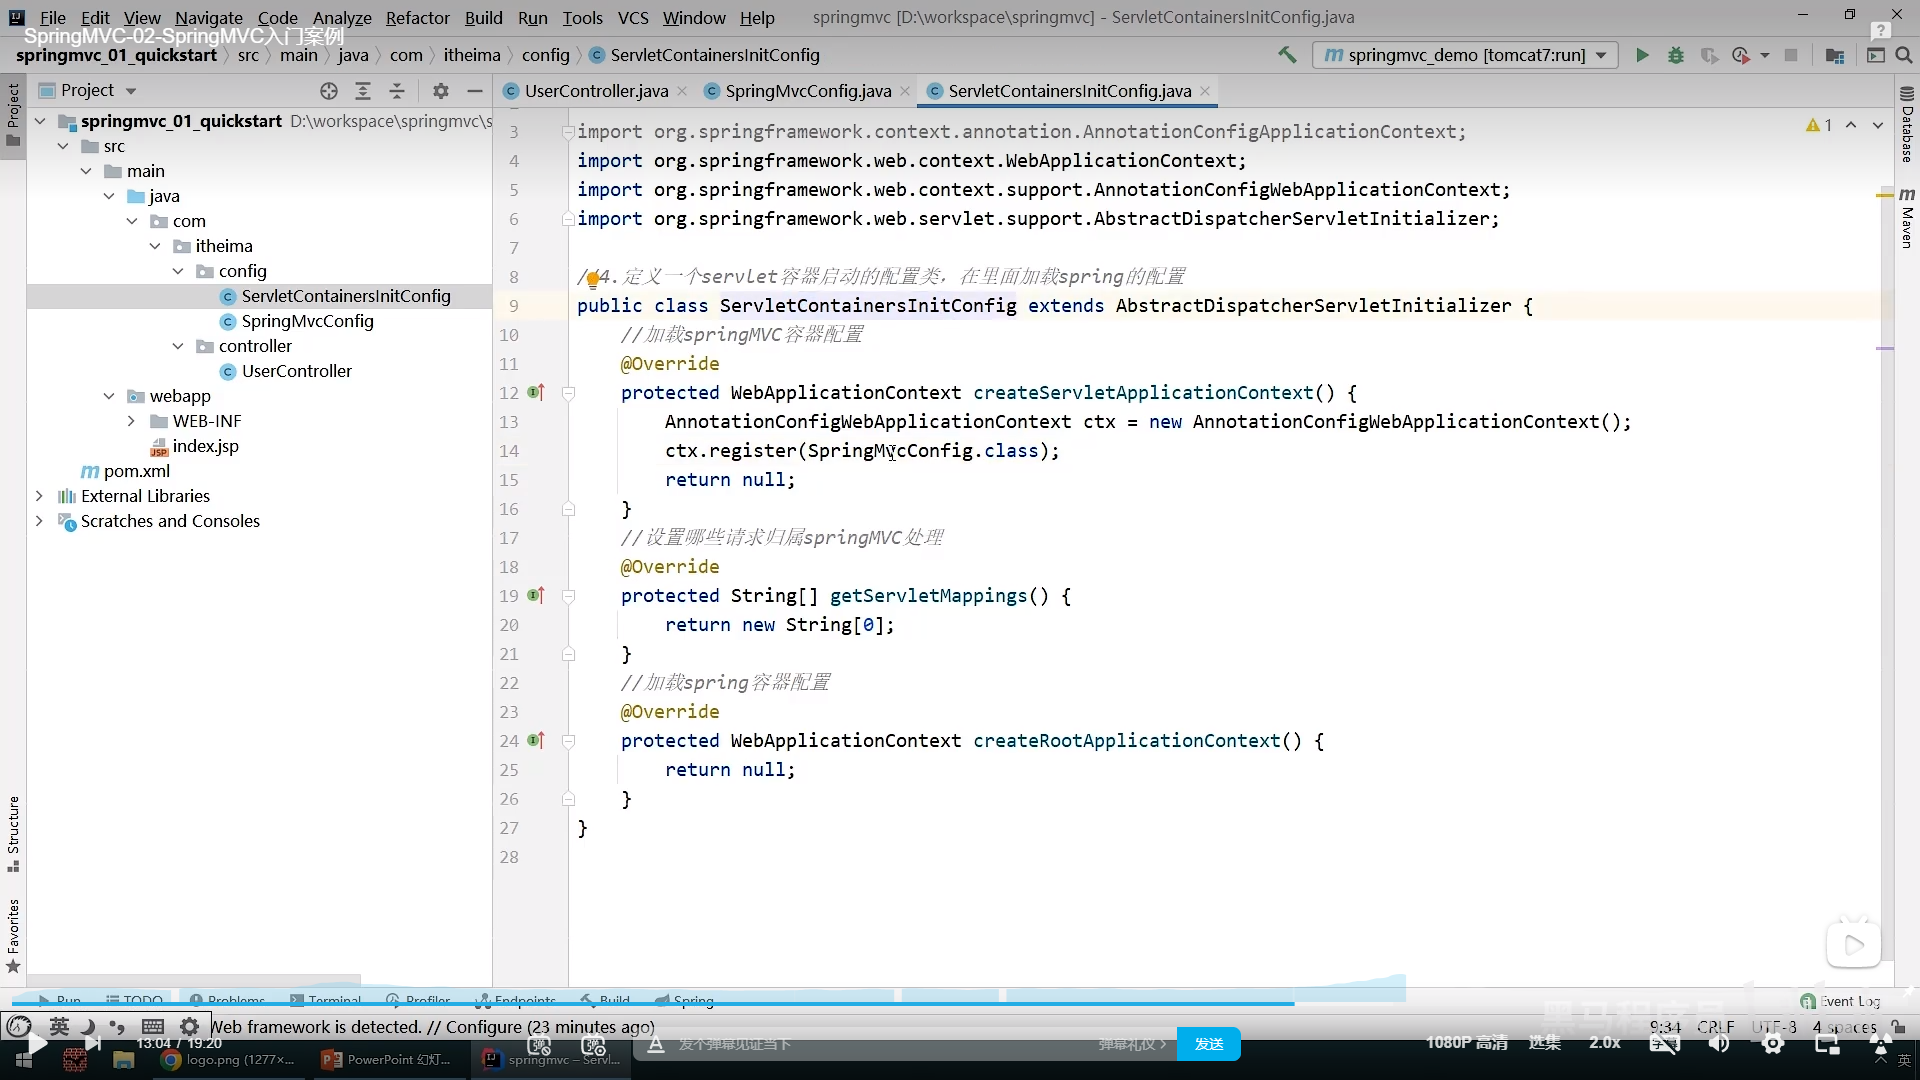 File Edit View Navigate Code Analyze Refactor Build Run Tools VCS Window Help springmvc [D:\workspace\springmvc] - ServletContainersInitConfig.java
SpringMVC-02-SpringMVC入门案例
springmvc_01_quickstart src main java com itheima config ServletContainersInitConfig springmvc_demo [tomcat7:run]
Project
UserController.java SpringMvcConfig.java ServletContainersInitConfig.java
Project
springmvc_01_quickstart D:\workspace\springmvc\s
src
main
java
com
itheima
config
ServletContainersInitConfig
SpringMvcConfig
controller
UserController
webapp
WEB-INF
index.jsp
pom.xml
External Libraries
Scratches and Consoles
Structure
Favorites
3 import org.springframework.context.annotation.AnnotationConfigApplicationContext;
4 import org.springframework.web.context.WebApplicationContext;
5 import org.springframework.web.context.support.AnnotationConfigWebApplicationContext;
6 import org.springframework.web.servlet.support.AbstractDispatcherServletInitializer;
7
8 //4.定义一个servlet容器启动的配置类，在里面加载spring的配置
9 public class ServletContainersInitConfig extends AbstractDispatcherServletInitializer {
10 //加载springMVC容器配置
11 @Override
12 protected WebApplicationContext createServletApplicationContext() {
13 AnnotationConfigWebApplicationContext ctx = new AnnotationConfigWebApplicationContext();
14 ctx.register(SpringMvcConfig.class);
15 return null;
16 }
17 //设置哪些请求归属springMVC处理
18 @Override
19 protected String[] getServletMappings() {
20 return new String[0];
21 }
22 //加载spring容器配置
23 @Override
24 protected WebApplicationContext createRootApplicationContext() {
25 return null;
26 }
27 }
28
1
Database
Maven
Run TODO Problems Terminal Profiler Endpoints Build Spring Event Log
英 Web framework is detected. // Configure (23 minutes ago) 9:34 CRLF UTF-8 4 spaces
黑马程序员
13:04 / 19:20 发个弹幕见证当下 弹幕礼仪 发送 1080P 高清 选集 2.0x
logo.png (1277×... PowerPoint 幻灯... springmvc – Servl... 英